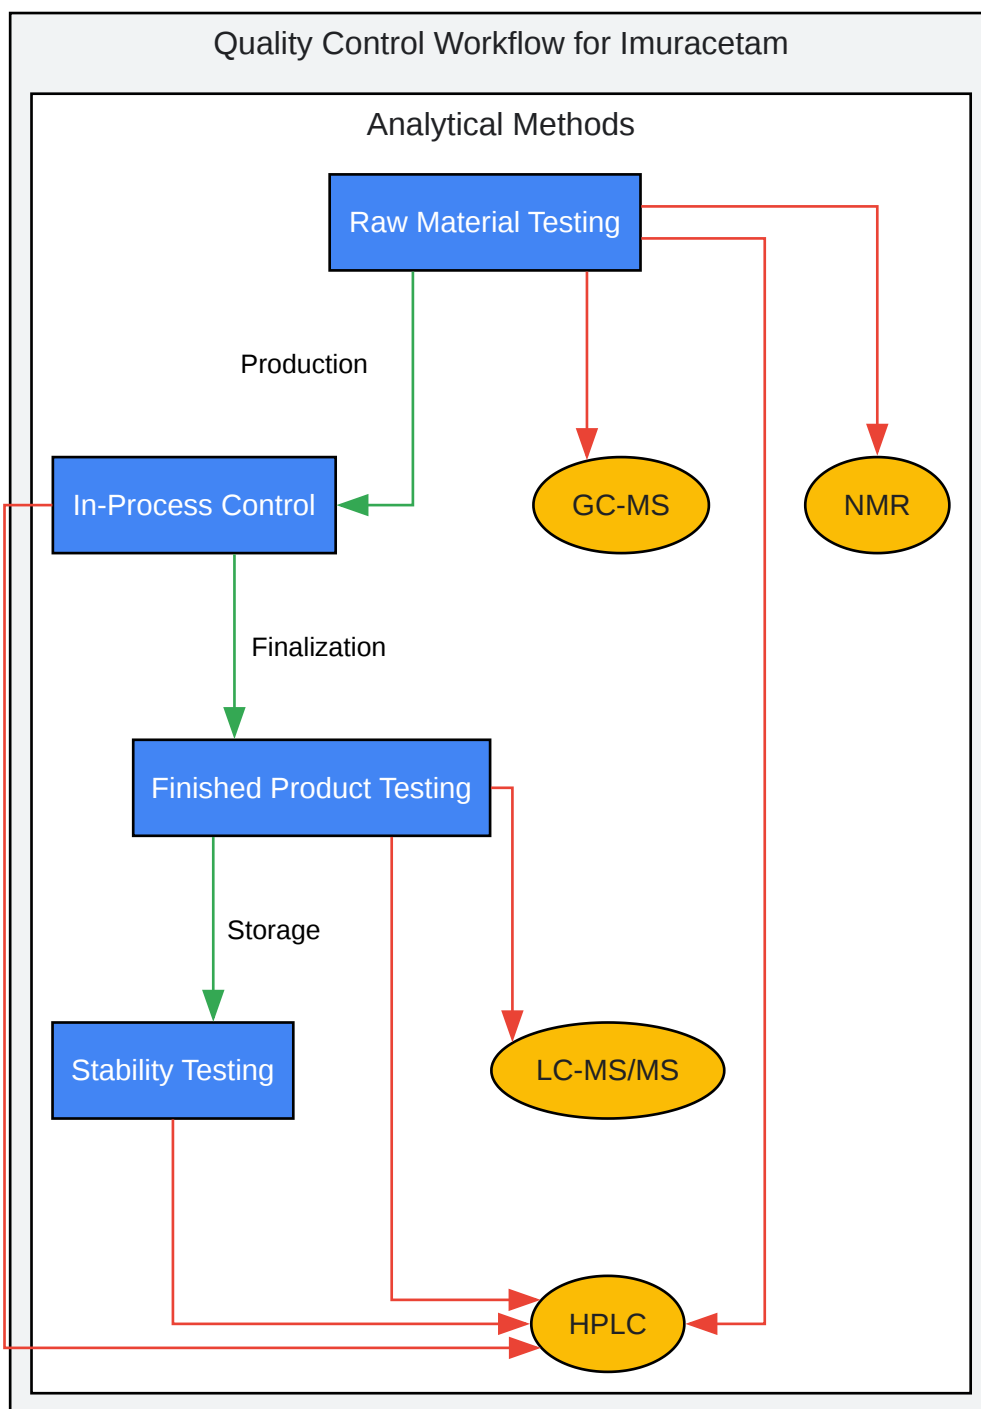 Quality Control Workflow for Imuracetam
Analytical Methods
Raw Material Testing
Production
In-Process Control
GC-MS
NMR
Finalization
Finished Product Testing
Storage
Stability Testing
LC-MS/MS
HPLC